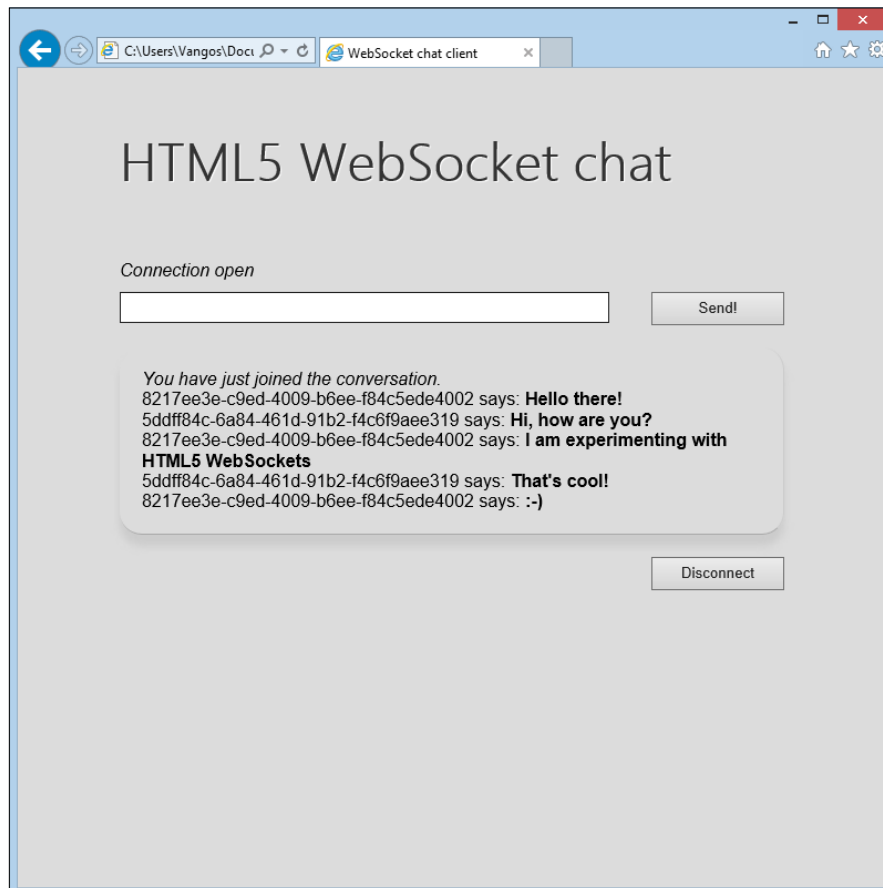 C:\Users\Vangos\Docu
WebSocket chat client
HTML5 WebSocket chat
Connection open
Send!
You have just joined the conversation.
8217ee3e-c9ed-4009-b6ee-f84c5ede4002 says: Hello there!
5ddff84c-6a84-461d-91b2-f4c6f9aee319 says: Hi, how are you?
8217ee3e-c9ed-4009-b6ee-f84c5ede4002 says: I am experimenting with
HTML5 WebSockets
5ddff84c-6a84-461d-91b2-f4c6f9aee319 says: That's cool!
8217ee3e-c9ed-4009-b6ee-f84c5ede4002 says: :-)
Disconnect